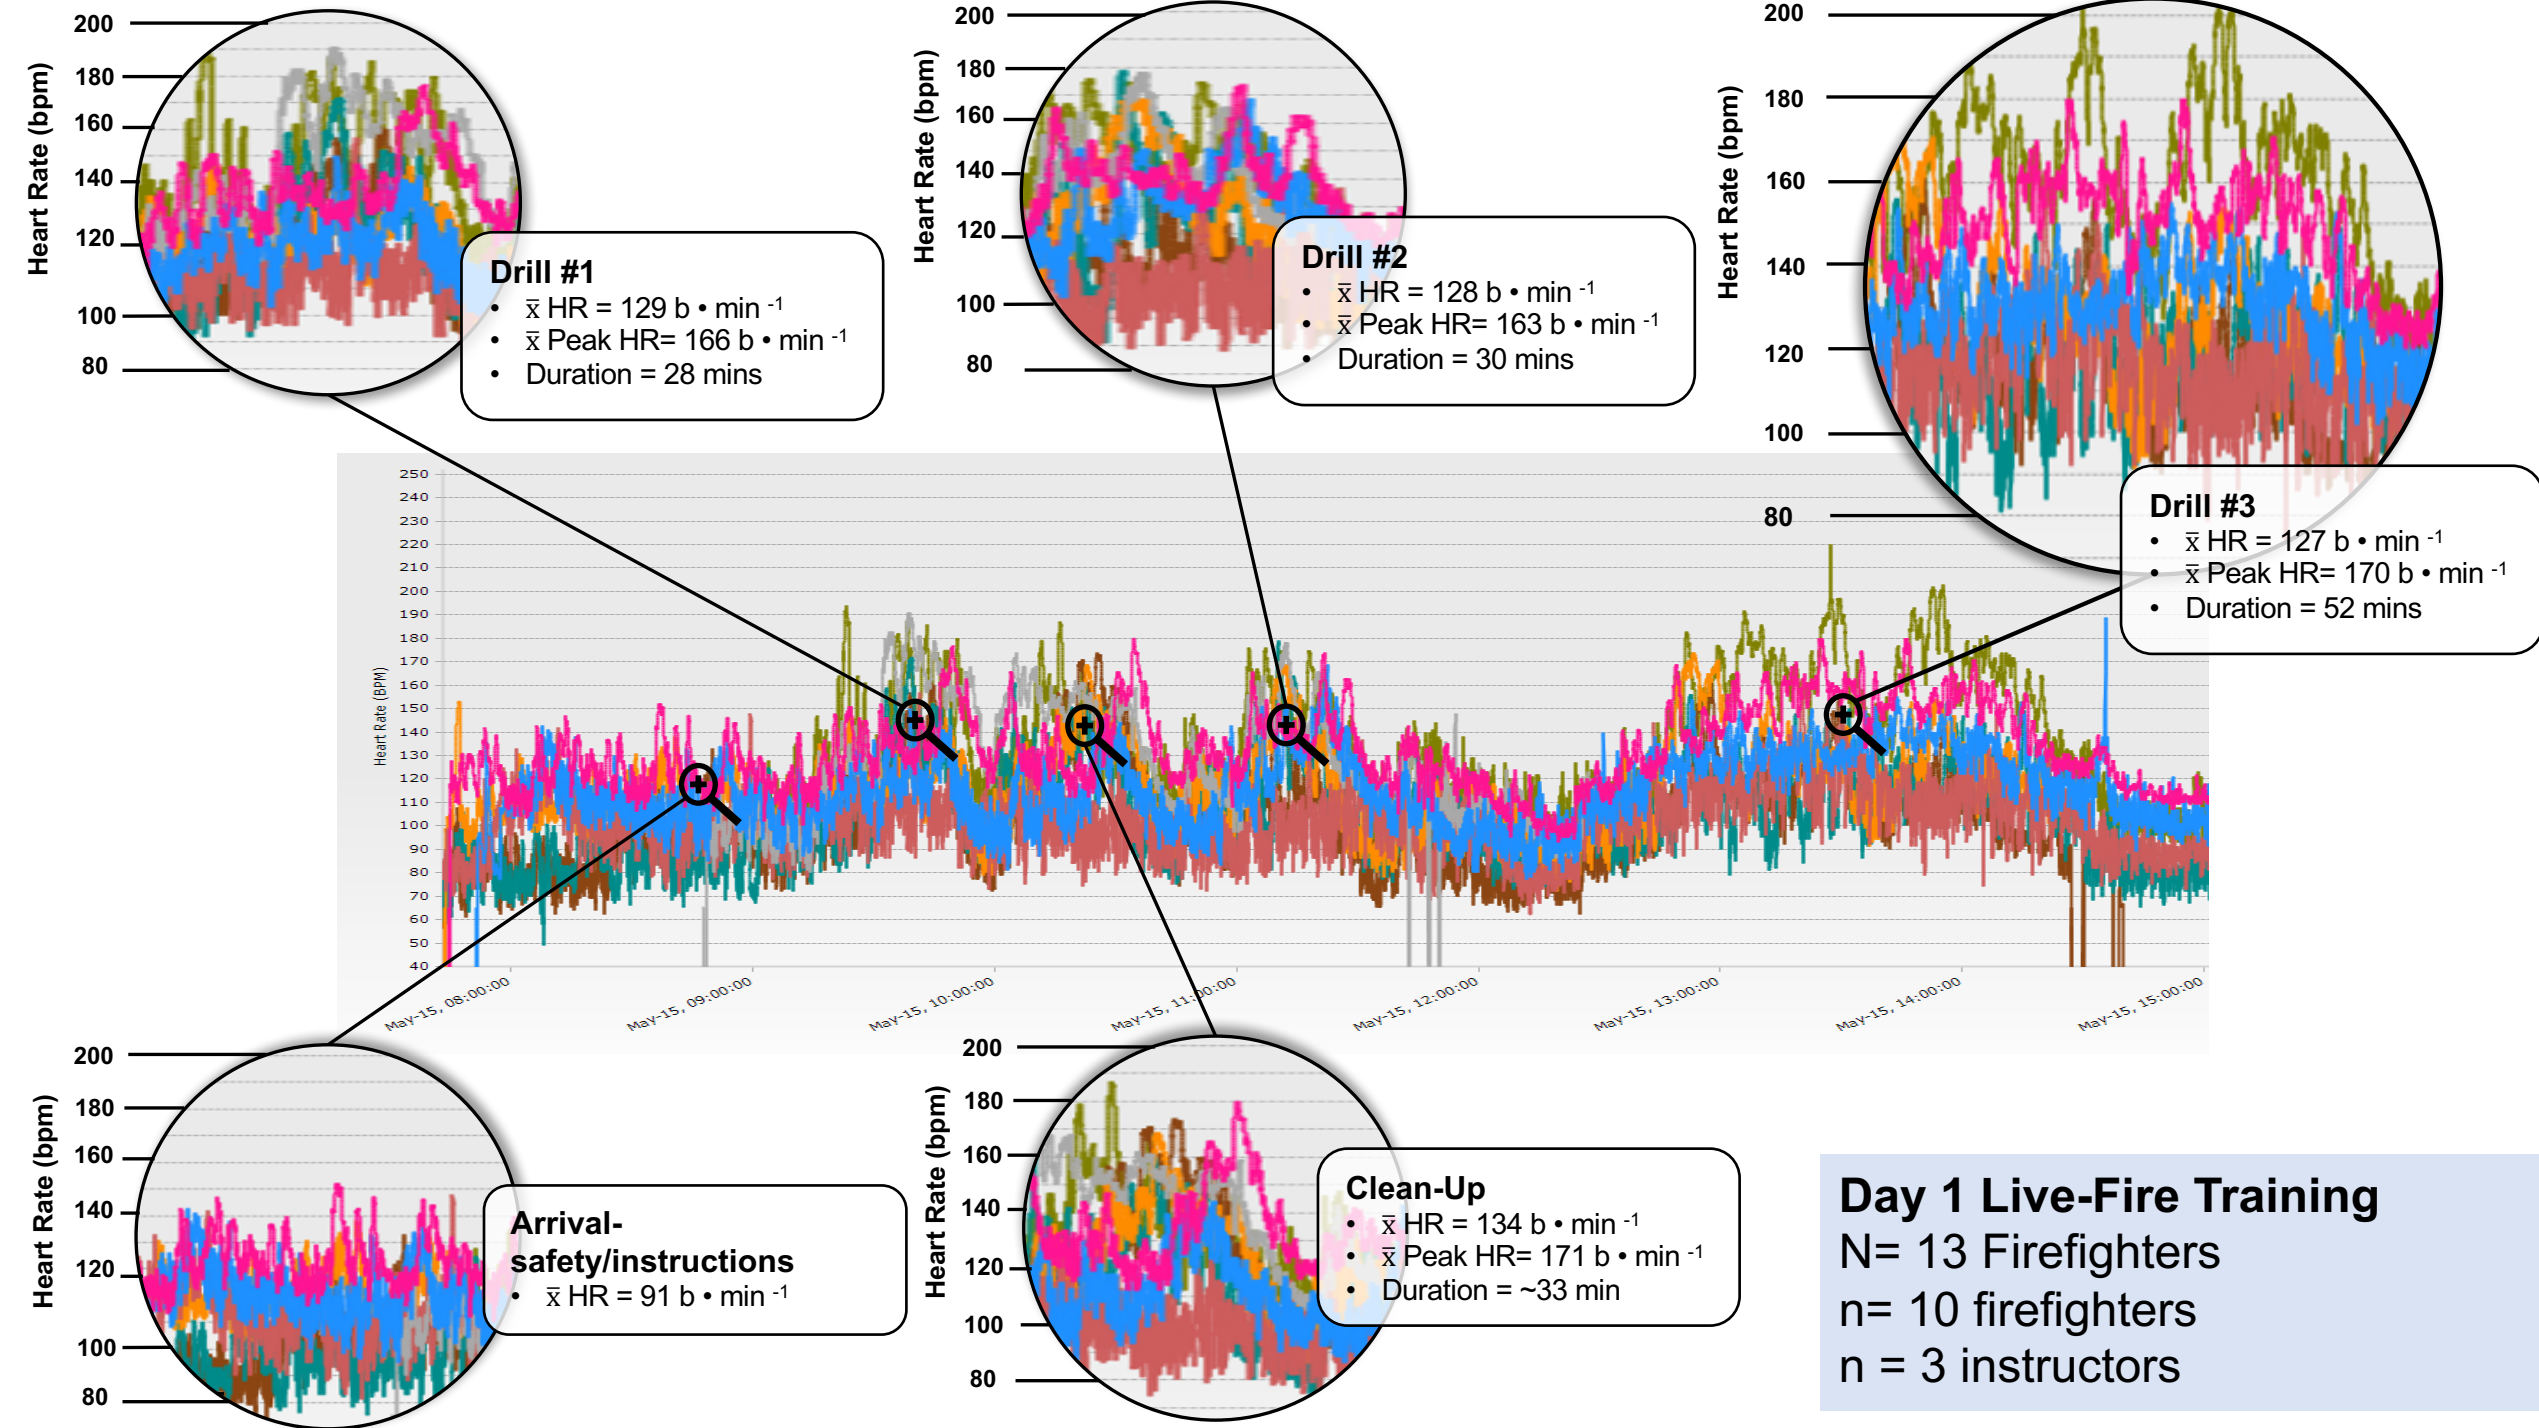 200
180
160
140
120
100
80
Heart Rate (bpm)
Drill #1
• x̄ HR = 129 b • min -1
• x̄ Peak HR= 166 b • min -1
• Duration = 28 mins
200
180
160
140
120
100
80
Heart Rate (bpm)
Drill #2
• x̄ HR = 128 b • min -1
• x̄ Peak HR= 163 b • min -1
• Duration = 30 mins
200
180
160
140
120
100
80
Heart Rate (bpm)
Drill #3
• x̄ HR = 127 b • min -1
• x̄ Peak HR= 170 b • min -1
• Duration = 52 mins
250
240
230
220
210
200
190
180
170
160
150
140
130
120
110
100
90
80
70
60
50
40
Heart Rate (BPM)
May-15, 08:00:00
May-15, 09:00:00
May-15, 10:00:00
May-15, 11:00:00
May-15, 12:00:00
May-15, 13:00:00
May-15, 14:00:00
May-15, 15:00:00
200
180
160
140
120
100
80
Heart Rate (bpm)
Arrival-
safety/instructions
• x̄ HR = 91 b • min -1
200
180
160
140
120
100
80
Heart Rate (bpm)
Clean-Up
• x̄ HR = 134 b • min -1
• x̄ Peak HR= 171 b • min -1
• Duration = ~33 min
Day 1 Live-Fire Training
N= 13 Firefighters
n= 10 firefighters
n = 3 instructors